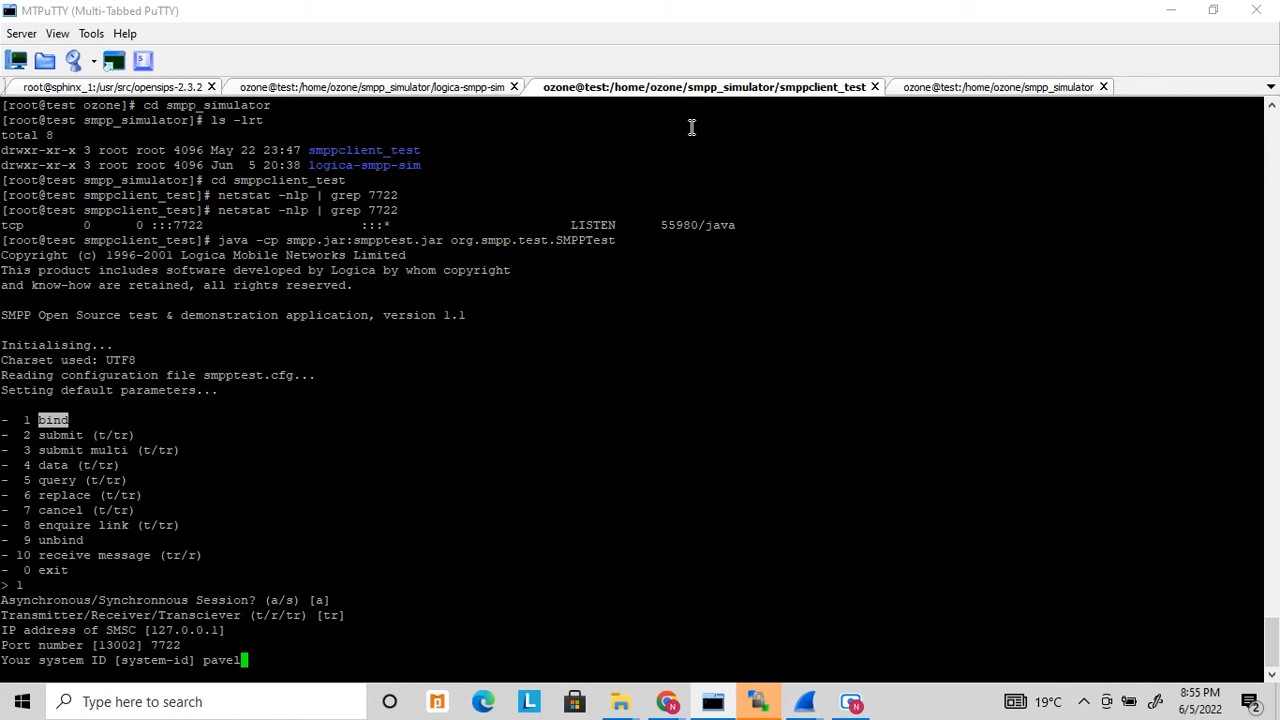 MTPuTTY (Multi-Tabbed PuTTY)
Server View Tools Help
root@sphinx_1:/usr/src/opensips-2.3.2
ozone@test:/home/ozone/smpp_simulator/logica-smpp-sim
ozone@test:/home/ozone/smpp_simulator/smppclient_test
ozone@test:/home/ozone/smpp_simulator
[root@test ozone]# cd smpp_simulator
[root@test smpp_simulator]# ls -lrt
total 8
drwxr-xr-x 3 root root 4096 May 22 23:47 smppclient_test
drwxr-xr-x 3 root root 4096 Jun  5 20:38 logica-smpp-sim
[root@test smpp_simulator]# cd smppclient_test
[root@test smppclient_test]# netstat -nlp | grep 7722
[root@test smppclient_test]# netstat -nlp | grep 7722
tcp        0      0 :::7722                     :::*                        LISTEN      55980/java
[root@test smppclient_test]# java -cp smpp.jar:smpptest.jar org.smpp.test.SMPPTest
Copyright (c) 1996-2001 Logica Mobile Networks Limited
This product includes software developed by Logica by whom copyright
and know-how are retained, all rights reserved.
SMPP Open Source test & demonstration application, version 1.1
Initialising...
Charset used: UTF8
Reading configuration file smpptest.cfg...
Setting default parameters...
-  1 bind
-  2 submit (t/tr)
-  3 submit multi (t/tr)
-  4 data (t/tr)
-  5 query (t/tr)
-  6 replace (t/tr)
-  7 cancel (t/tr)
-  8 enquire link (t/tr)
-  9 unbind
- 10 receive message (tr/r)
-  0 exit
> 1
Asynchronous/Synchronnous Session? (a/s) [a]
Transmitter/Receiver/Transciever (t/r/tr) [tr]
IP address of SMSC [127.0.0.1]
Port number [13002] 7722
Your system ID [system-id] pavel
Type here to search
19°C
8:55 PM
6/5/2022
2